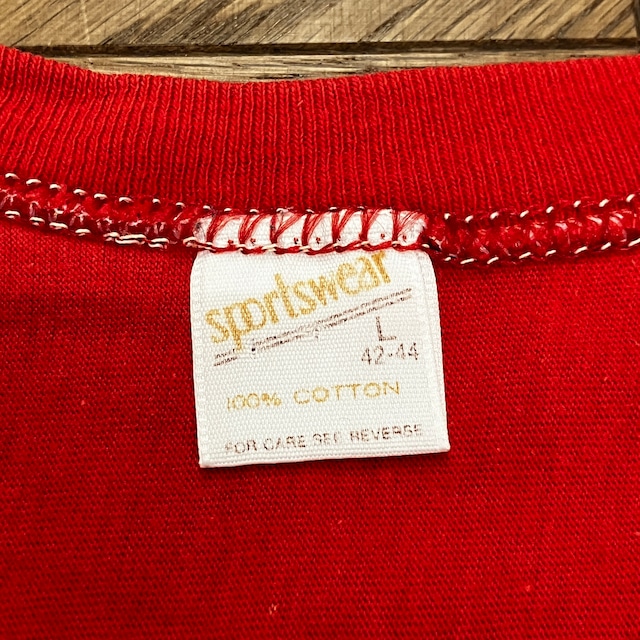 sportswear
L
42-44
100% COTTON
FOR CARE SEE REVERSE